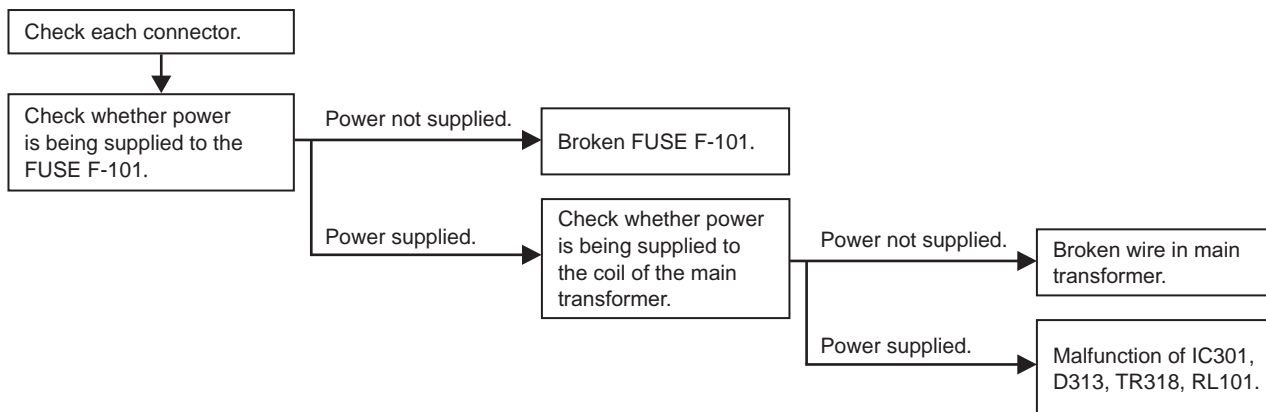 Check each connector.
Check whether power
is being supplied to the
FUSE F-101.
Power not supplied.
Broken FUSE F-101.
Power supplied.
Check whether power
is being supplied to
the coil of the main
transformer.
Power not supplied.
Broken wire in main
transformer.
Power supplied.
Malfunction of IC301,
D313, TR318, RL101.